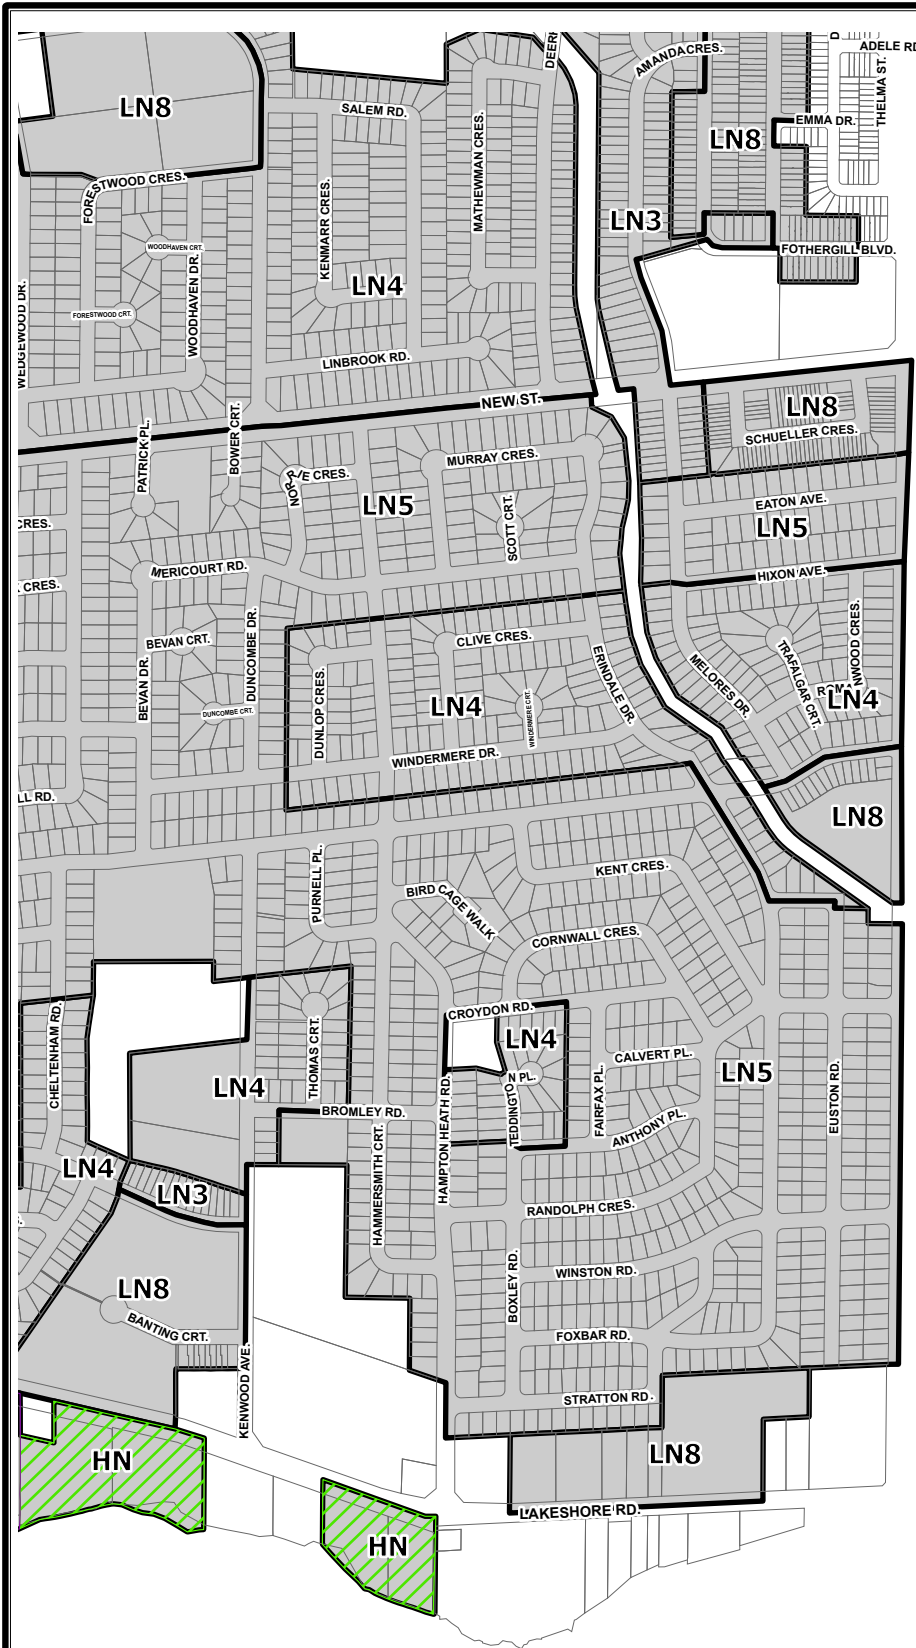 DEERH
AMANDA CRES.
D
ADELE RD
THELMA ST.
LN8
SALEM RD.
MATHEWMAN CRES.
LN8
EMMA DR.
FORESTWOOD CRES.
KENMARR CRES.
LN3
WOODHAVEN CRT.
FOTHERGILL BLVD.
WOODHAVEN DR.
LN4
WEDGEWOOD DR.
FORESTWOOD CRT.
LINBROOK RD.
NEW ST.
LN8
SCHUELLER CRES.
PATRICK PL.
BOWER CRT.
MURRAY CRES.
LN5
EATON AVE.
LN5
CRES.
SCOTT CRT.
MERICOURT RD.
HIXON AVE.
CRES.
CLIVE CRES.
BEVAN CRT.
DUNCOMBE DR.
BEVAN DR.
DUNLOP CRES.
ERINDALE DR.
MELORES DR.
TRAFALGAR CRT.
LN4
LN4
DUNCOMBE CRT.
WINDERMERE CRT.
WINDERMERE DR.
LL RD.
LN8
PURNELL PL.
KENT CRES.
BIRD CAGE WALK
CORNWALL CRES.
CROYDON RD.
CHELTENHAM RD.
THOMAS CRT.
LN4
CALVERT PL.
LN5
EUSTON RD.
LN4
TEDDINGTON PL.
FAIRFAX PL.
BROMLEY RD.
HAMPTON HEATH RD.
ANTHONY PL.
HAMMERSMITH CRT.
LN4
LN3
RANDOLPH CRES.
S.
WINSTON RD.
BOXLEY RD.
LN8
BANTING CRT.
FOXBAR RD.
KENWOOD AVE.
STRATTON RD.
LN8
HN
LAKESHORE RD.
HN